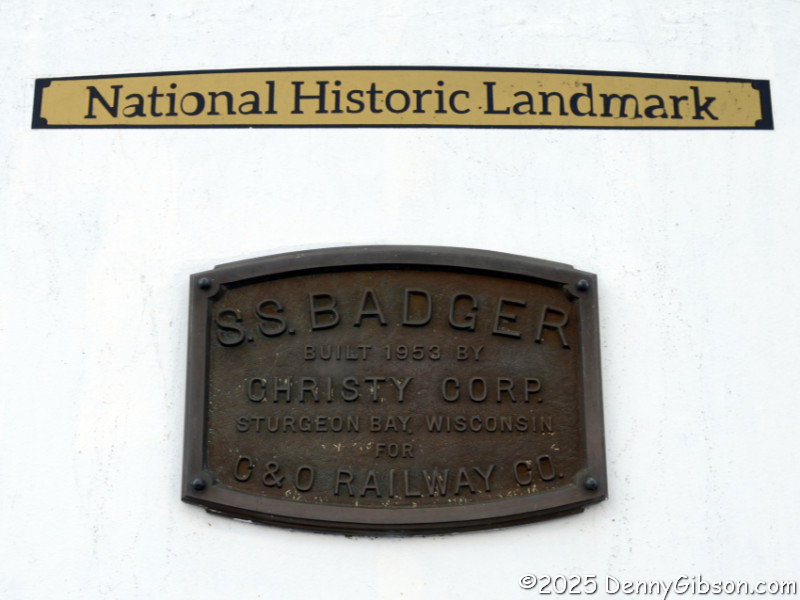 National Historic Landmark
S.S. BADGER
BUILT 1953 BY
CHRISTY CORP.
STURGEON BAY, WISCONSIN
FOR
C & O RAILWAY CO.
©2025 DennyGibson.com